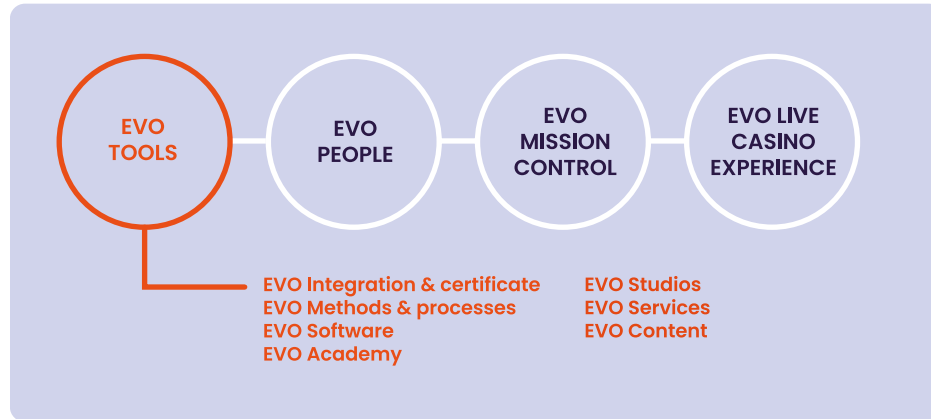 EVO
TOOLS
EVO
PEOPLE
EVO
MISSION
CONTROL
EVO LIVE
CASINO
EXPERIENCE
EVO Integration & certificate
EVO Methods & processes
EVO Software
EVO Academy
EVO Studios
EVO Services
EVO Content